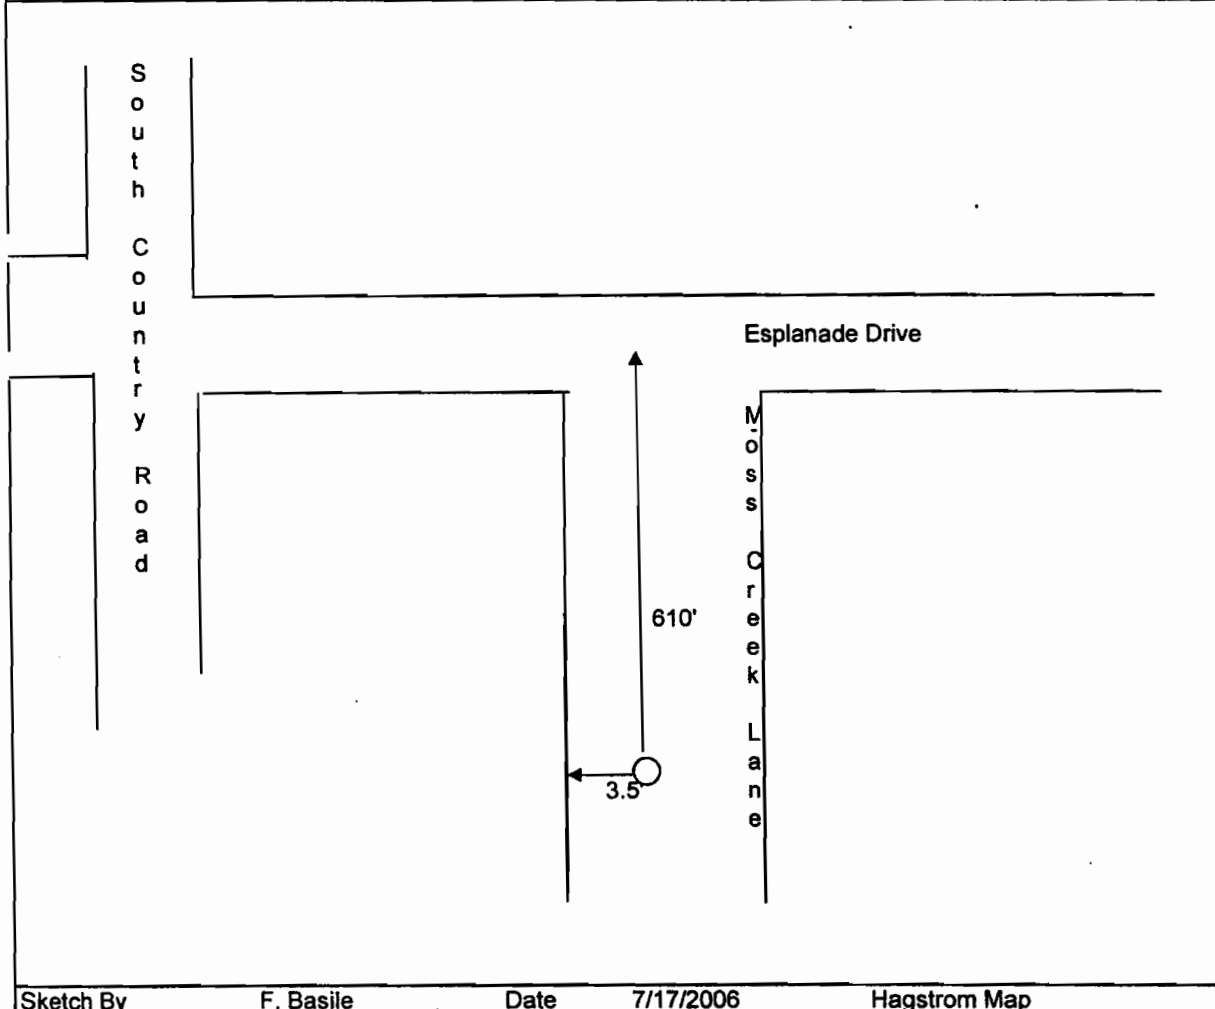 South Country Road
Esplanade Drive
Moss Creek Lane
610'
3.5'
Sketch By F. Basile Date 7/17/2006 Hagstrom Map